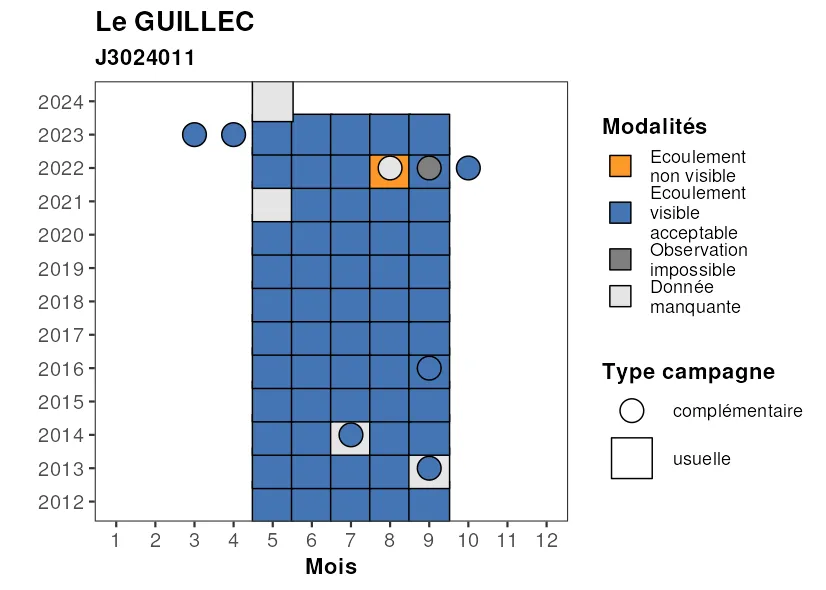 Le GUILLEC
J3024011
2024
2023
2022
2021
2020
2019
2018
2017
2016
2015
2014
2013
2012
1 2 3 4 5 6 7 8 9 10 11 12
Mois
Modalités
Ecoulement
non visible
Ecoulement
visible
acceptable
Observation
impossible
Donnée
manquante
Type campagne
complémentaire
usuelle